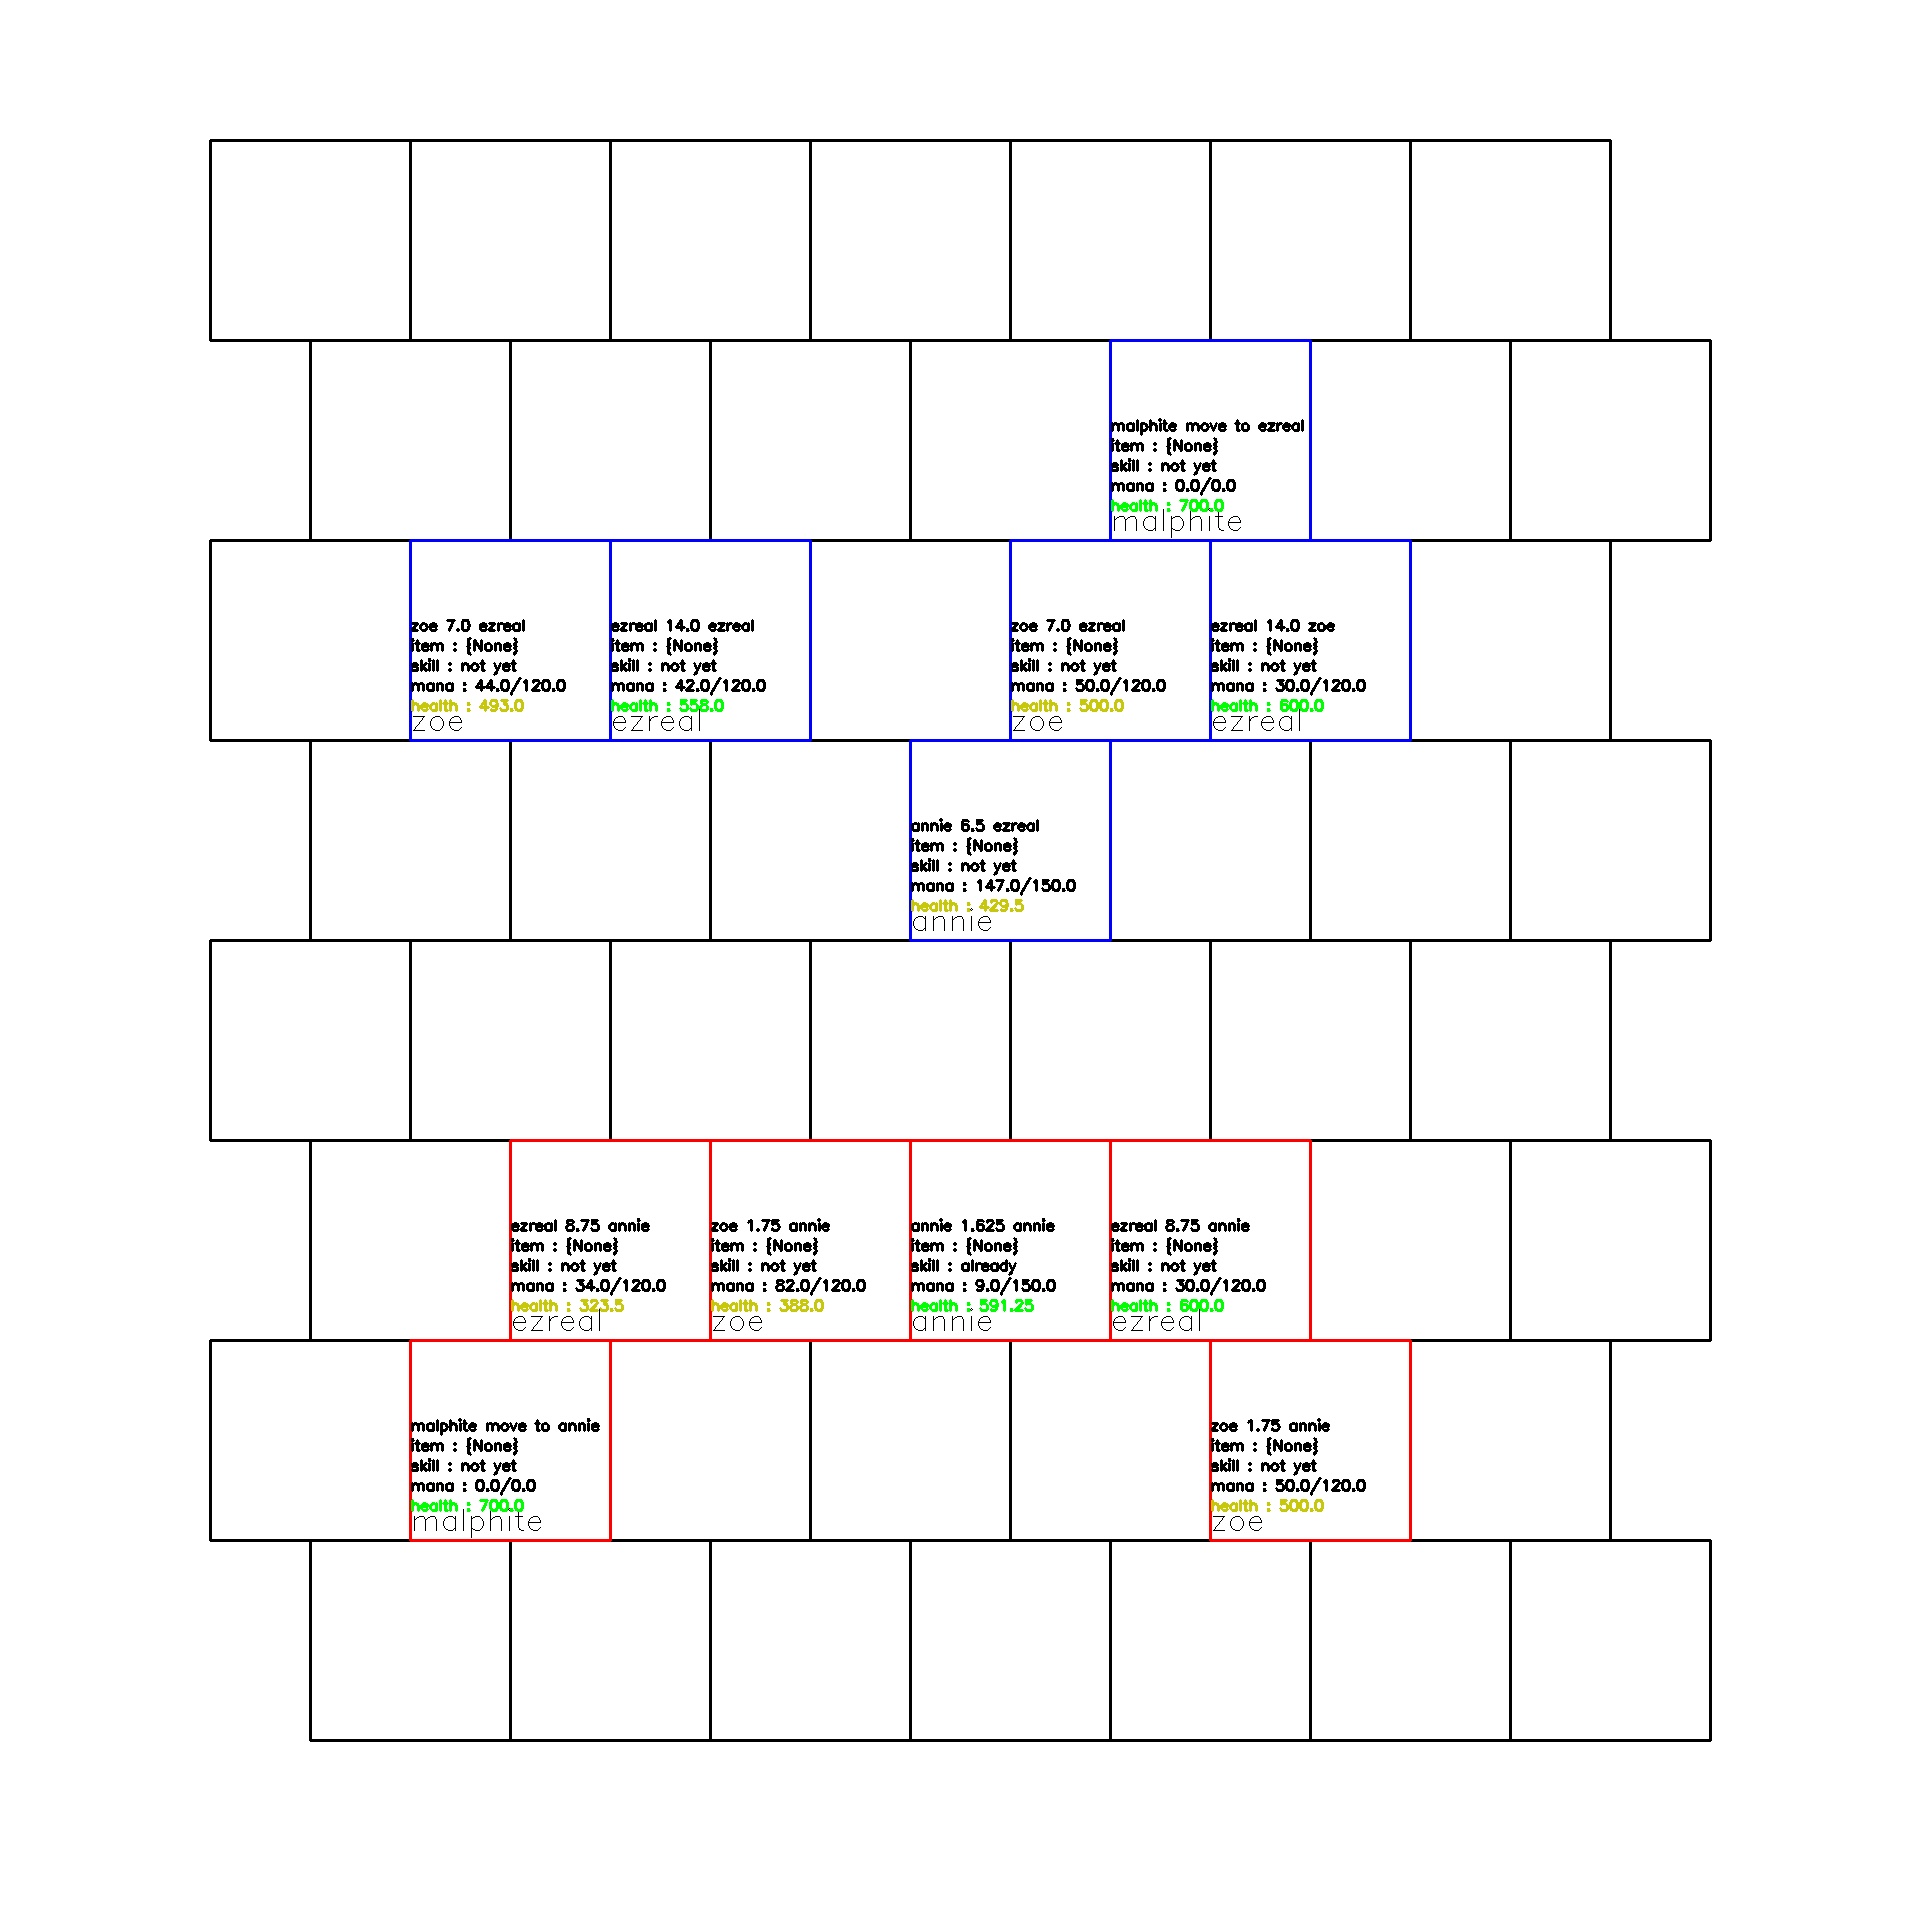 malphite move to ezreal
item : {None}
skill : not yet
mana : 0.0/0.0
health : 700.0
malphite
zoe 7.0 ezreal
item : {None}
skill : not yet
mana : 44.0/120.0
health : 493.0
zoe
ezreal 14.0 ezreal
item : {None}
skill : not yet
mana : 42.0/120.0
health : 558.0
ezreal
zoe 7.0 ezreal
item : {None}
skill : not yet
mana : 50.0/120.0
health : 500.0
zoe
ezreal 14.0 zoe
item : {None}
skill : not yet
mana : 30.0/120.0
health : 600.0
ezreal
annie 6.5 ezreal
item : {None}
skill : not yet
mana : 147.0/150.0
health : 429.5
annie
ezreal 8.75 annie
item : {None}
skill : not yet
mana : 34.0/120.0
health : 323.5
ezreal
zoe 1.75 annie
item : {None}
skill : not yet
mana : 82.0/120.0
health : 388.0
zoe
annie 1.625 annie
item : {None}
skill : already
mana : 9.0/150.0
health : 591.25
annie
ezreal 8.75 annie
item : {None}
skill : not yet
mana : 30.0/120.0
health : 600.0
ezreal
malphite move to annie
item : {None}
skill : not yet
mana : 0.0/0.0
health : 700.0
malphite
zoe 1.75 annie
item : {None}
skill : not yet
mana : 50.0/120.0
health : 500.0
zoe